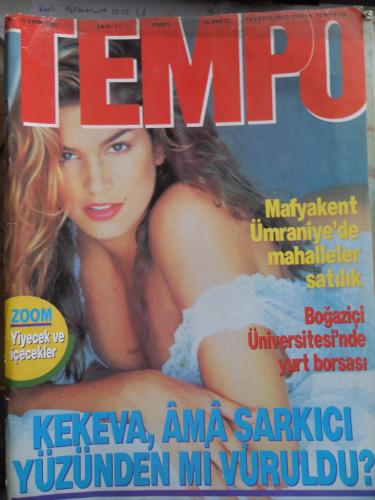 TEMPO
Mafyakent
Ümraniye'de
mahalleler
satılık
ZOOM
Yiyecek ve
içecekler
Boğaziçi
Üniversitesi'nde
yurt borsası
KEKEVA, ÂMÂ ŞARKICI
YÜZÜNDEN Mİ VURULDU?